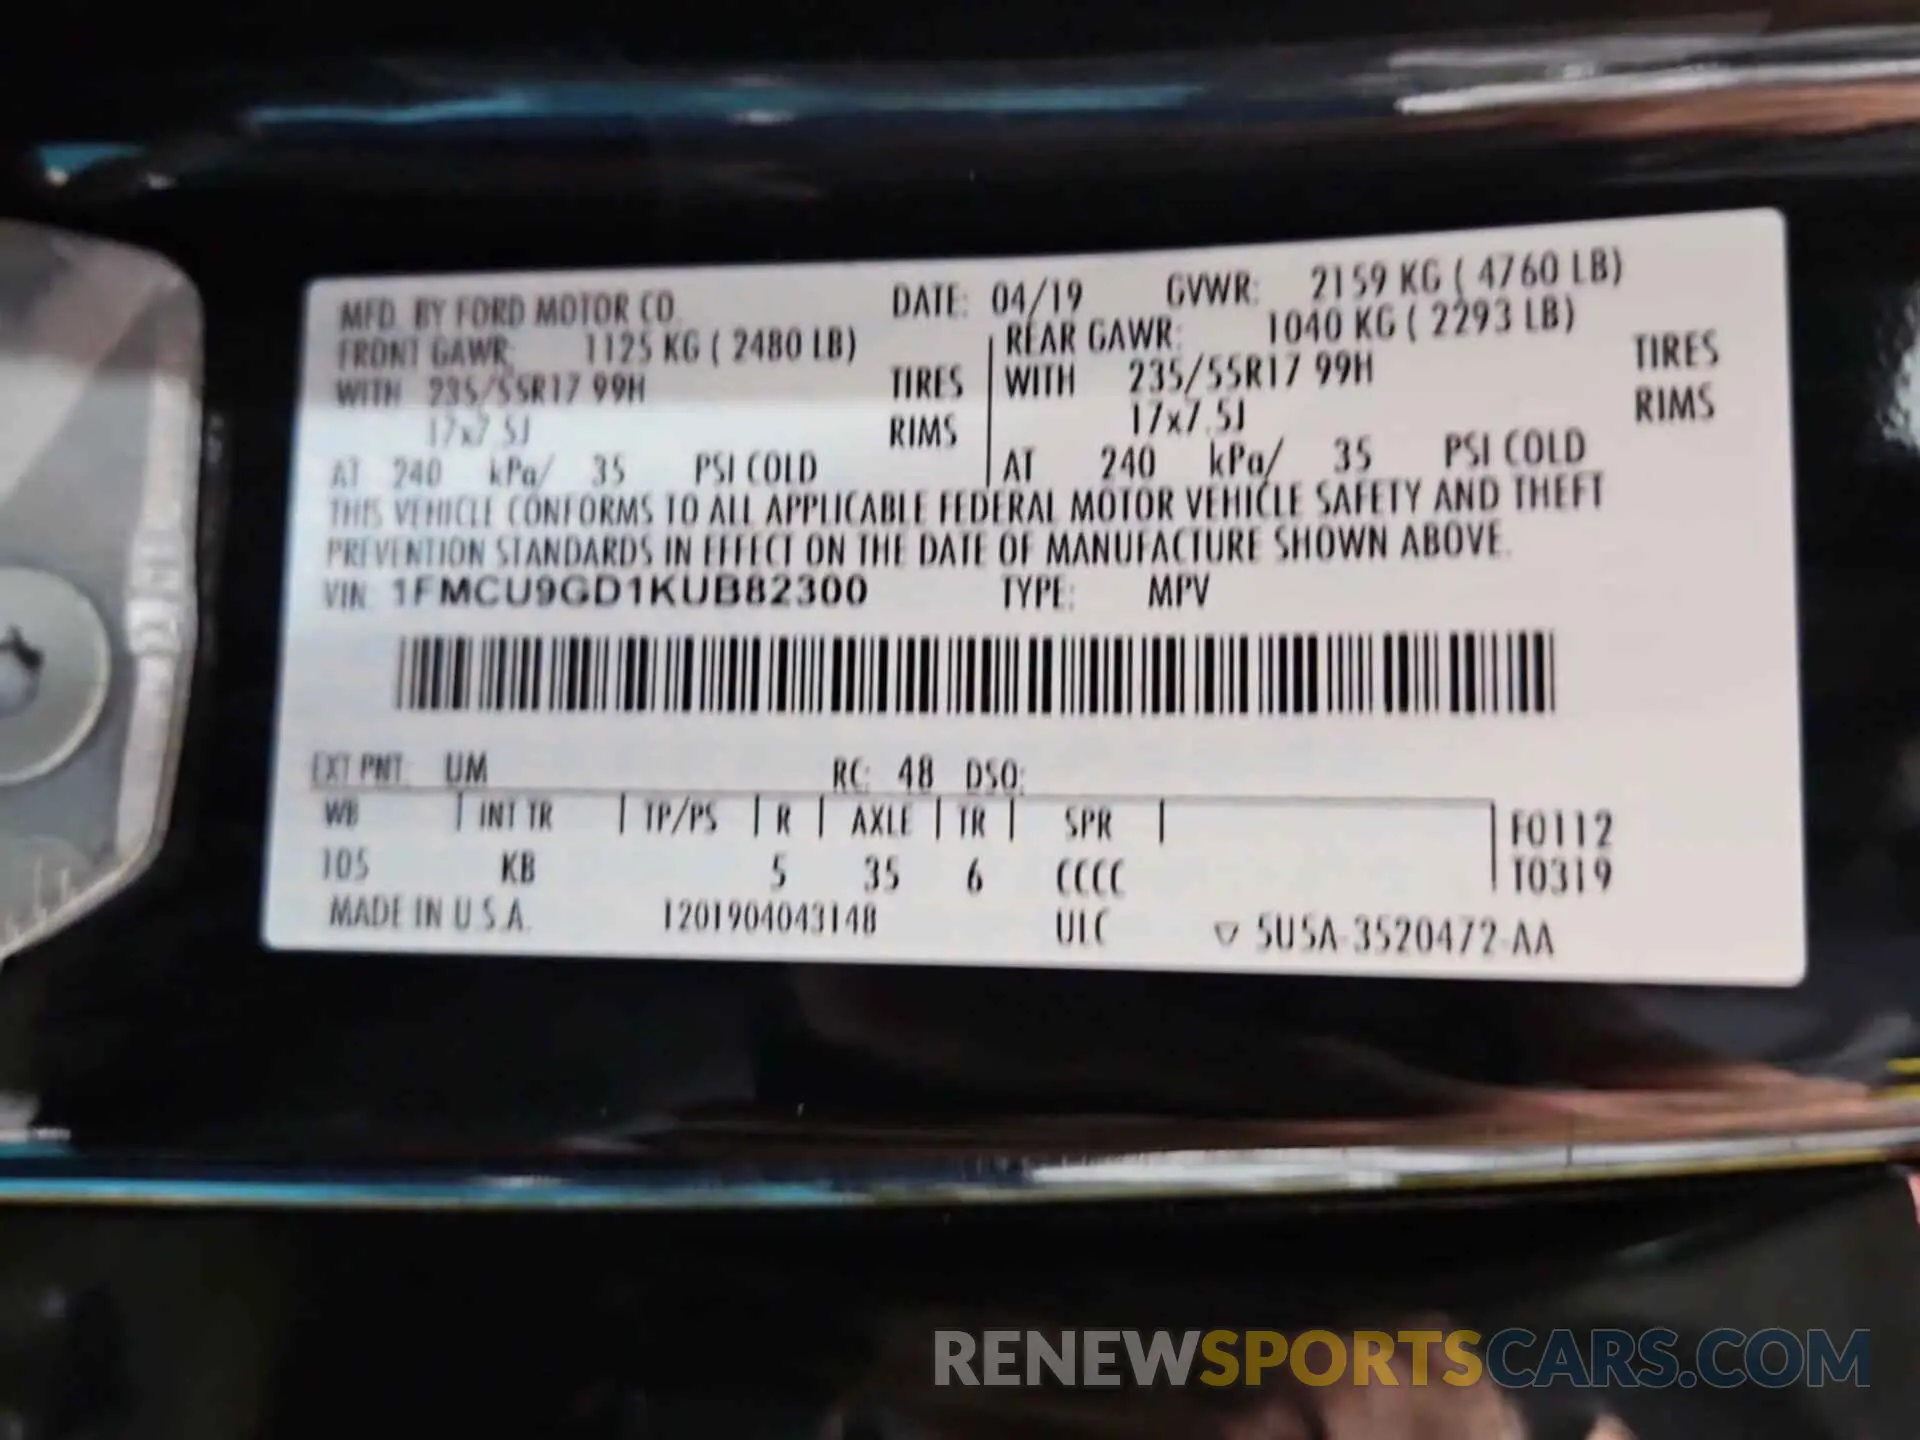 MFD. BY FORD MOTOR CO. DATE: 04/19 GVWR: 2159 KG ( 4760 LB)
FRONT GAWR: 1125 KG ( 2480 LB) REAR GAWR: 1040 KG ( 2293 LB)
WITH 235/55R17 99H TIRES WITH 235/55R17 99H TIRES
17x7.5J RIMS 17x7.5J RIMS
AT 240 kPa/ 35 PSI COLD AT 240 kPa/ 35 PSI COLD
THIS VEHICLE CONFORMS TO ALL APPLICABLE FEDERAL MOTOR VEHICLE SAFETY AND THEFT
PREVENTION STANDARDS IN EFFECT ON THE DATE OF MANUFACTURE SHOWN ABOVE.
VIN: 1FMCU9GD1KUB82300 TYPE: MPV
EXT PNT: UM RC: 48 DSO:
WB INT TR TP/PS R AXLE TR SPR F0112
105 KB 5 35 6 CCCC T0319
MADE IN U.S.A. 1201904043148 ULC ▽ 5U5A-3520472-AA
RENEWSPORTSCARS.COM